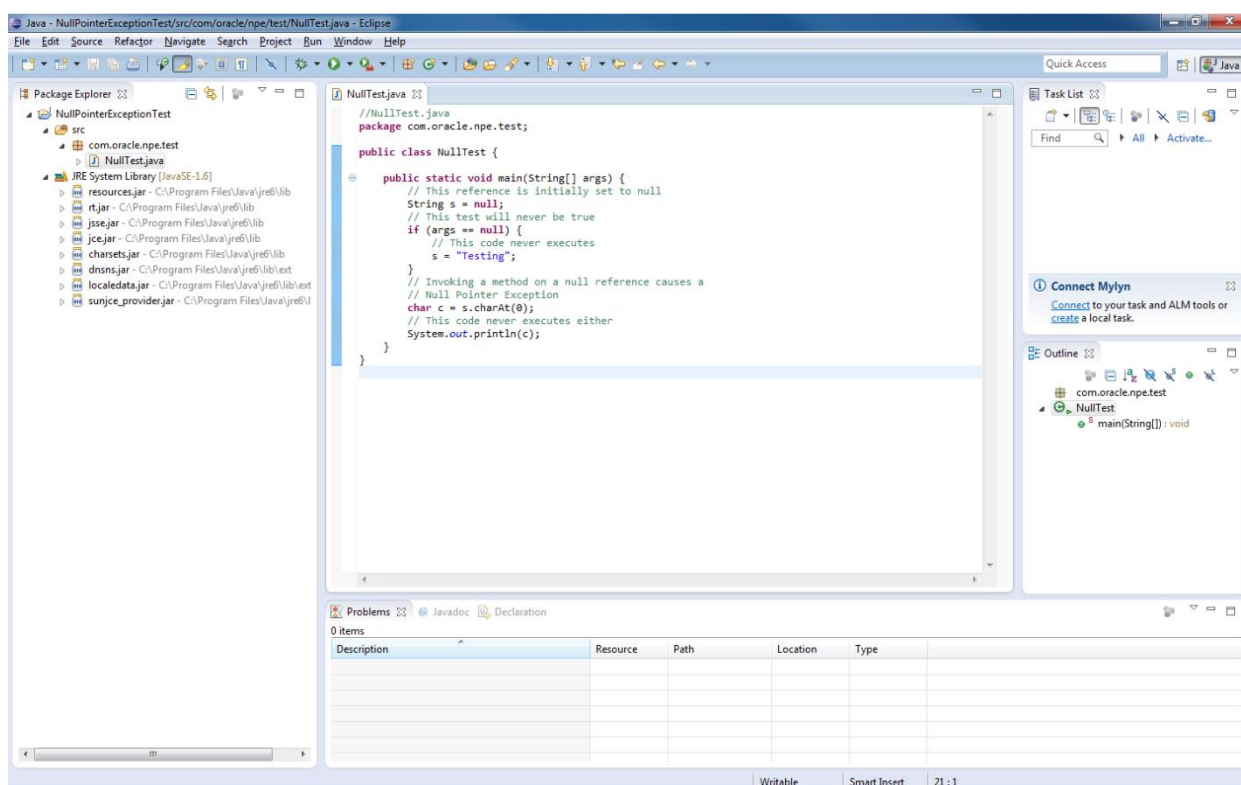 Java - NullPointerExceptionTest/src/com/oracle/npe/test/NullTest.java - Eclipse
File Edit Source Refactor Navigate Search Project Run Window Help
Quick Access
Java
Package Explorer
NullPointerExceptionTest
src
com.oracle.npe.test
NullTest.java
JRE System Library [JavaSE-1.6]
resources.jar - C:\Program Files\Java\jre6\lib
rt.jar - C:\Program Files\Java\jre6\lib
jsse.jar - C:\Program Files\Java\jre6\lib
jce.jar - C:\Program Files\Java\jre6\lib
charsets.jar - C:\Program Files\Java\jre6\lib
dnsns.jar - C:\Program Files\Java\jre6\lib\ext
localedata.jar - C:\Program Files\Java\jre6\lib\ext
sunjce_provider.jar - C:\Program Files\Java\jre6\l
NullTest.java
//NullTest.java
package com.oracle.npe.test;
public class NullTest {
public static void main(String[] args) {
// This reference is initially set to null
String s = null;
// This test will never be true
if (args == null) {
// This code never executes
s = "Testing";
}
// Invoking a method on a null reference causes a
// Null Pointer Exception
char c = s.charAt(0);
// This code never executes either
System.out.println(c);
}
}
Task List
Find All Activate...
Connect Mylyn
Connect to your task and ALM tools or
create a local task.
Outline
com.oracle.npe.test
NullTest
main(String[]) : void
Problems Javadoc Declaration
0 items
Description Resource Path Location Type
Writable Smart Insert 21 : 1